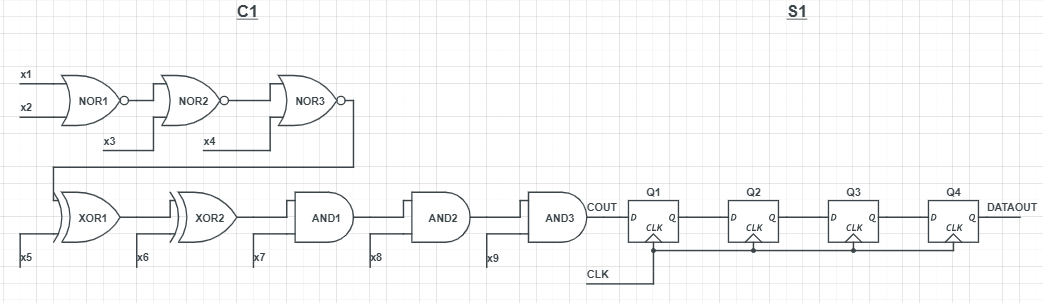 C1
S1
x1
NOR1
NOR2
NOR3
x2
x3
x4
Q1
Q2
Q3
Q4
XOR1
XOR2
AND1
AND2
AND3
COUT
D
Q
D
Q
D
Q
D
Q
DATAOUT
CLK
CLK
CLK
CLK
x5
x6
x7
x8
x9
CLK